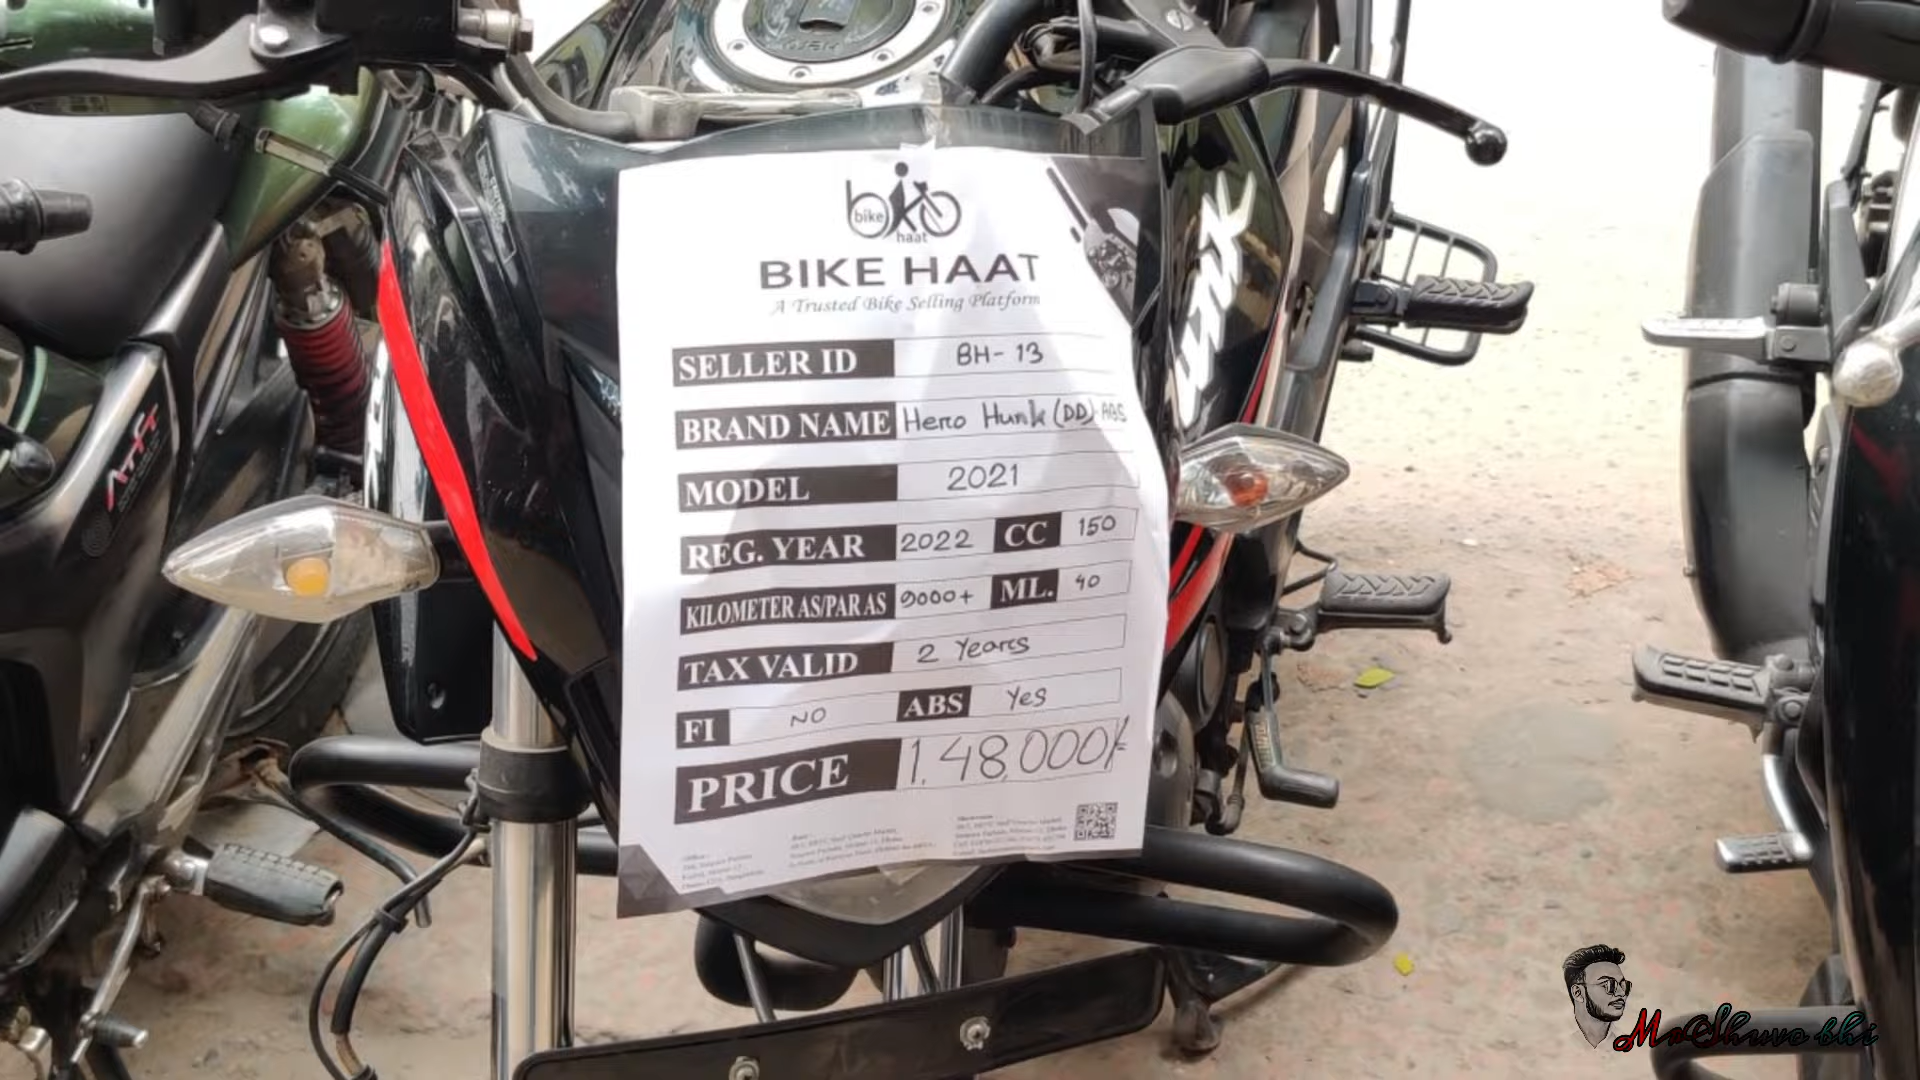 bike
haat
BIKE HAAT
A Trusted Bike Selling Platform
SELLER ID BH-13
BRAND NAME Hero Hunk (DD) ABS
MODEL 2021
REG. YEAR 2022 CC 150
KILOMETER AS/PAR AS 9000+ ML. 40
TAX VALID 2 Years
FI NO ABS Yes
PRICE 1,48,000/=
Hunk
MrShuvo bhi